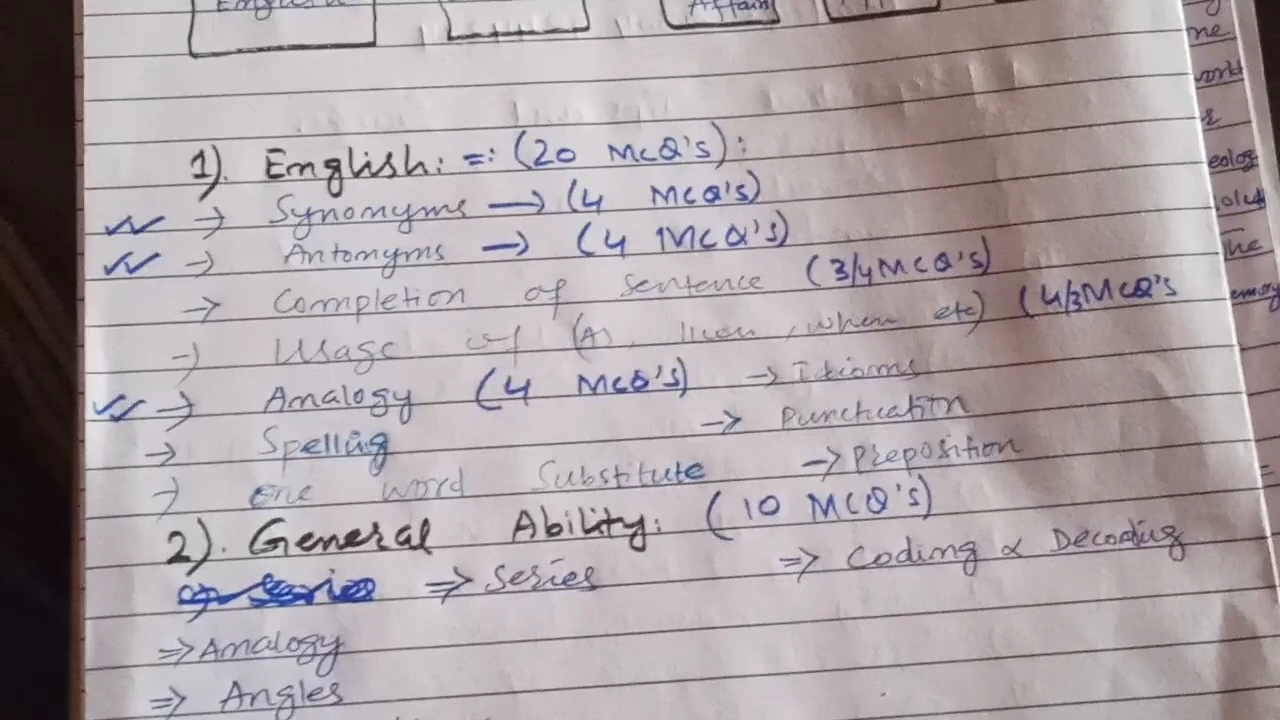 English
Affair
1). English: =: (20 MCQ's):
→ Synonyms → (4 MCQ's)
→ Antonyms → (4 MCQ's)
→ Completion of sentence (3/4 MCQ's)
→ Usage of (As, when etc) (4/3 MCQ's
→ Analogy (4 MCQ's) → Idioms
→ Spelling → Punctuation
→ One word Substitute → Preposition
2). General Ability: (10 MCQ's)
⇒ Series ⇒ Coding & Decoding
⇒ Analogy
⇒ Angles